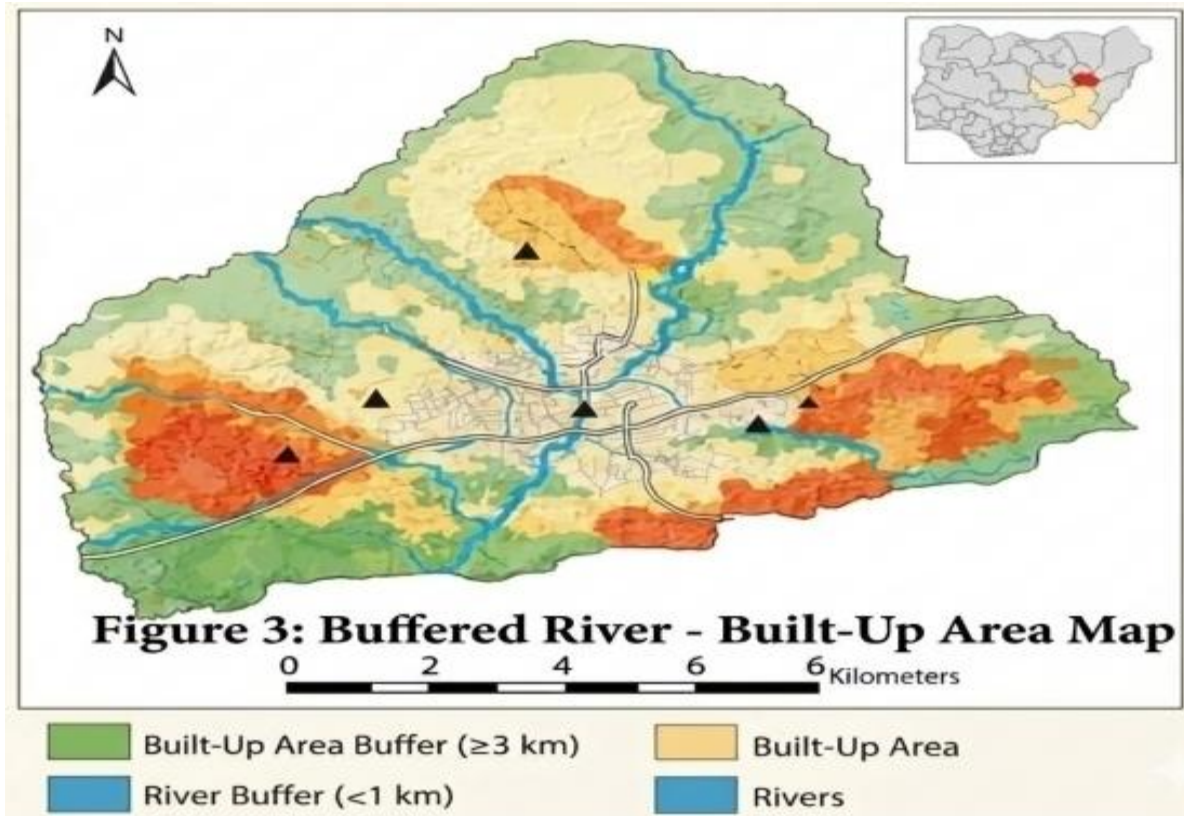 N
Figure 3: Buffered River - Built-Up Area Map
0 2 4 6 6 Kilometers
Built-Up Area Buffer (≥3 km)
Built-Up Area
River Buffer (<1 km)
Rivers